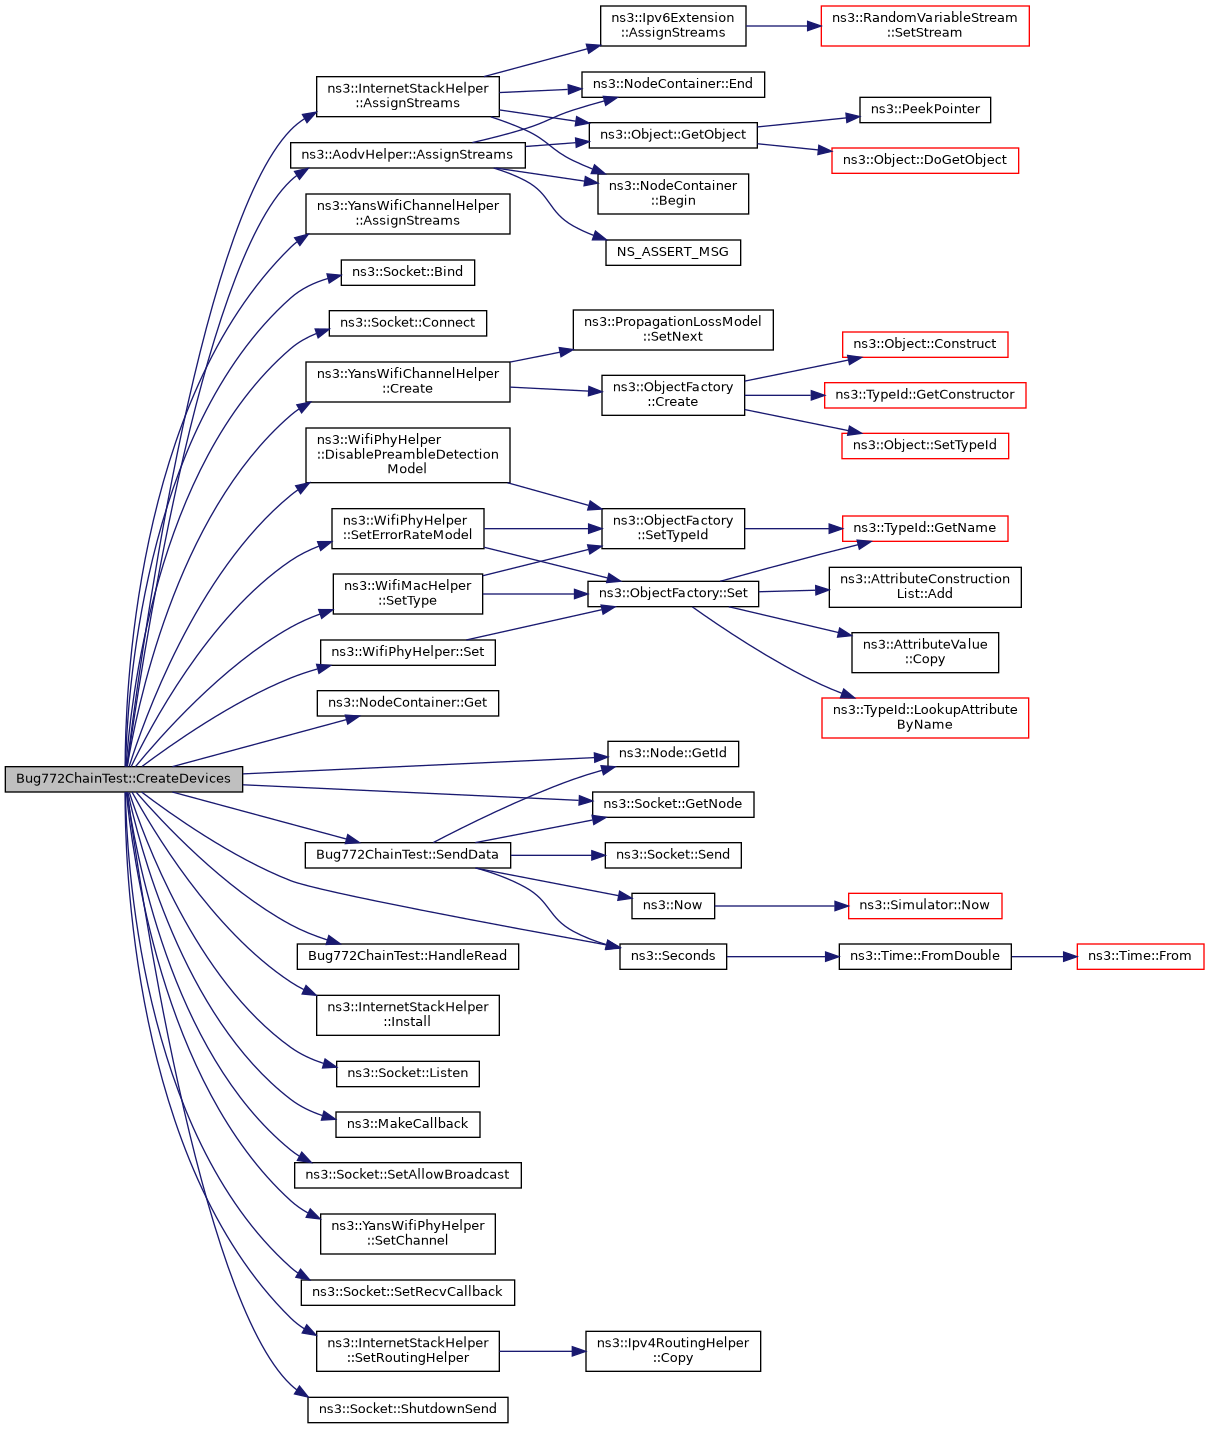 ns3::Ipv6Extension
::AssignStreams
ns3::RandomVariableStream
::SetStream
ns3::InternetStackHelper
::AssignStreams
ns3::NodeContainer::End
ns3::PeekPointer
ns3::Object::GetObject
ns3::AodvHelper::AssignStreams
ns3::Object::DoGetObject
ns3::NodeContainer
::Begin
ns3::YansWifiChannelHelper
::AssignStreams
NS_ASSERT_MSG
ns3::Socket::Bind
ns3::Socket::Connect
ns3::PropagationLossModel
::SetNext
ns3::Object::Construct
ns3::YansWifiChannelHelper
::Create
ns3::ObjectFactory
::Create
ns3::TypeId::GetConstructor
ns3::Object::SetTypeId
ns3::WifiPhyHelper
::DisablePreambleDetection
Model
ns3::WifiPhyHelper
::SetErrorRateModel
ns3::ObjectFactory
::SetTypeId
ns3::TypeId::GetName
ns3::WifiMacHelper
::SetType
ns3::ObjectFactory::Set
ns3::AttributeConstruction
List::Add
ns3::WifiPhyHelper::Set
ns3::AttributeValue
::Copy
ns3::NodeContainer::Get
ns3::TypeId::LookupAttribute
ByName
ns3::Node::GetId
Bug772ChainTest::CreateDevices
ns3::Socket::GetNode
Bug772ChainTest::SendData
ns3::Socket::Send
ns3::Now
ns3::Simulator::Now
Bug772ChainTest::HandleRead
ns3::Seconds
ns3::Time::FromDouble
ns3::Time::From
ns3::InternetStackHelper
::Install
ns3::Socket::Listen
ns3::MakeCallback
ns3::Socket::SetAllowBroadcast
ns3::YansWifiPhyHelper
::SetChannel
ns3::Socket::SetRecvCallback
ns3::InternetStackHelper
::SetRoutingHelper
ns3::Ipv4RoutingHelper
::Copy
ns3::Socket::ShutdownSend